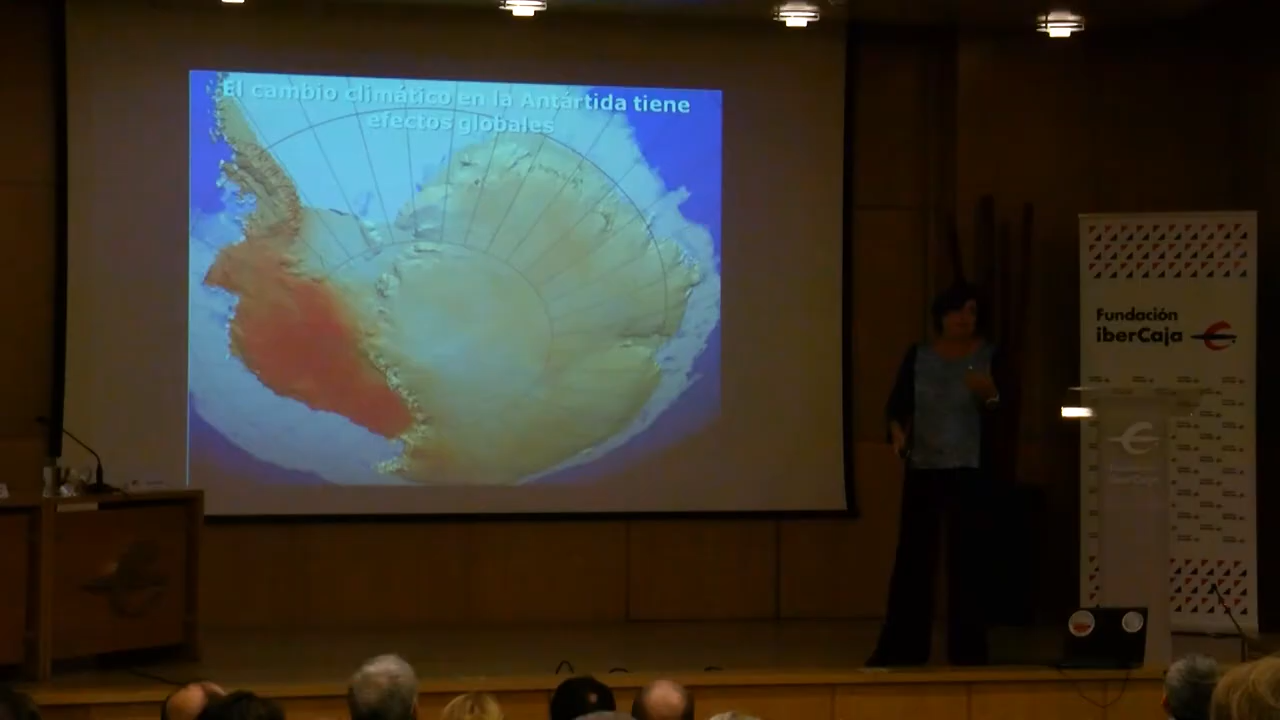 El cambio climático en la Antártida tiene
efectos globales
Fundación
iberCaja